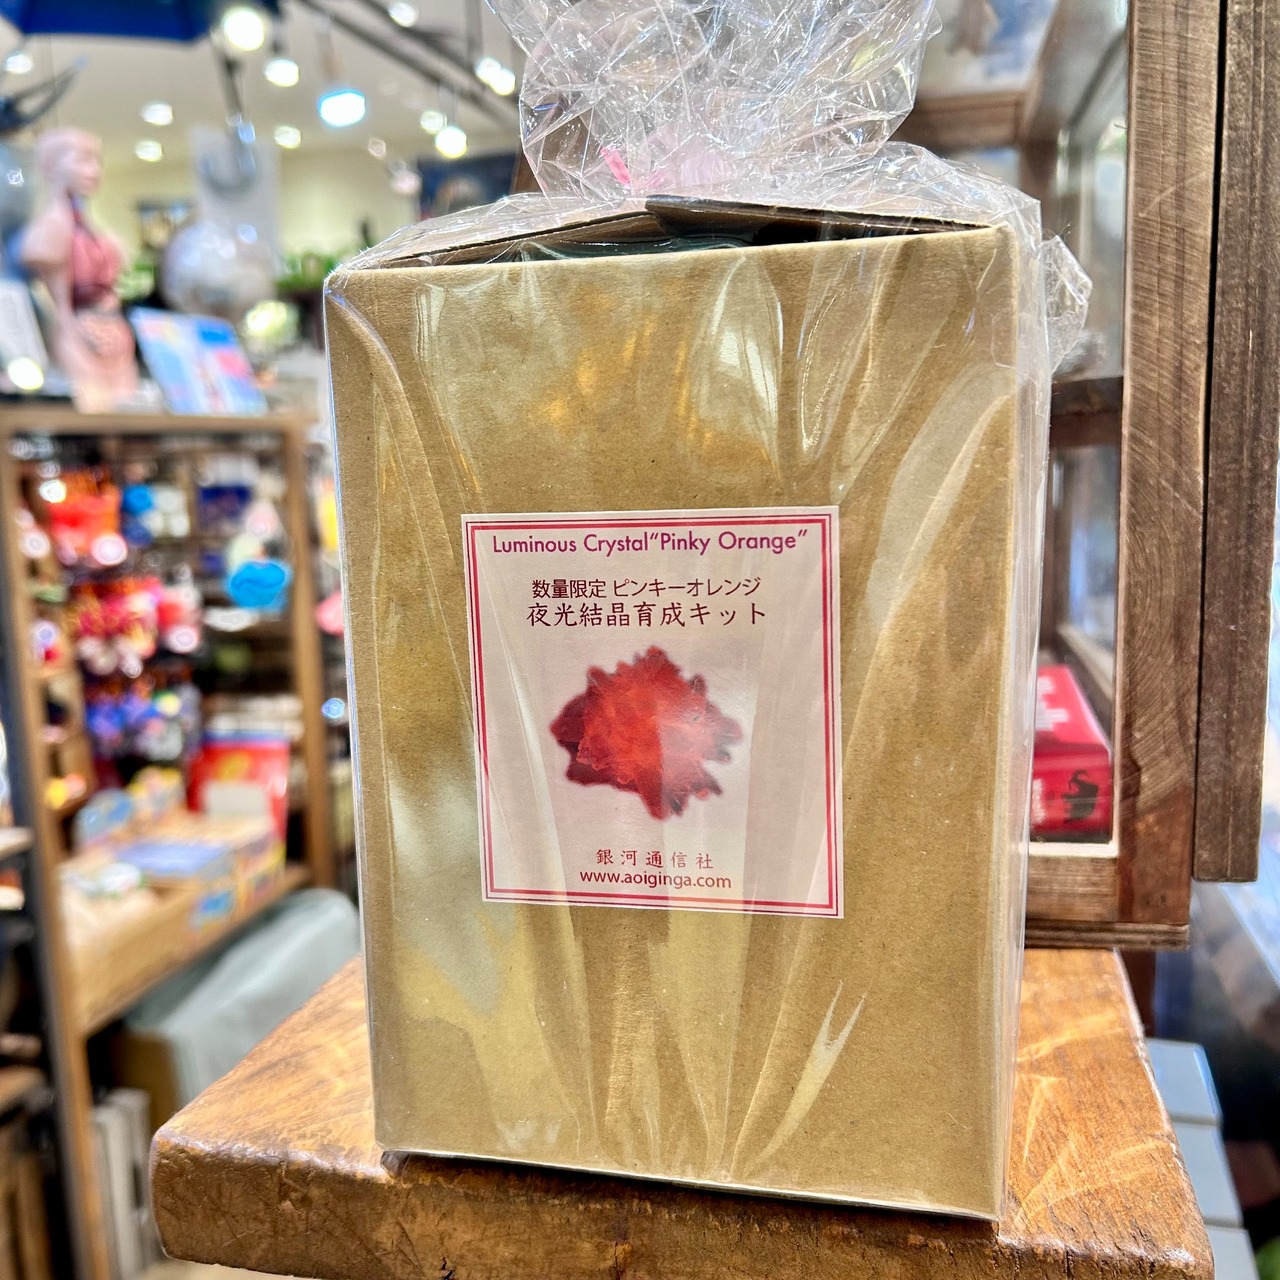 Luminous Crystal“Pinky Orange”
数量限定 ピンキーオレンジ
夜光結晶育成キット
銀河通信社
www.aoiginga.com